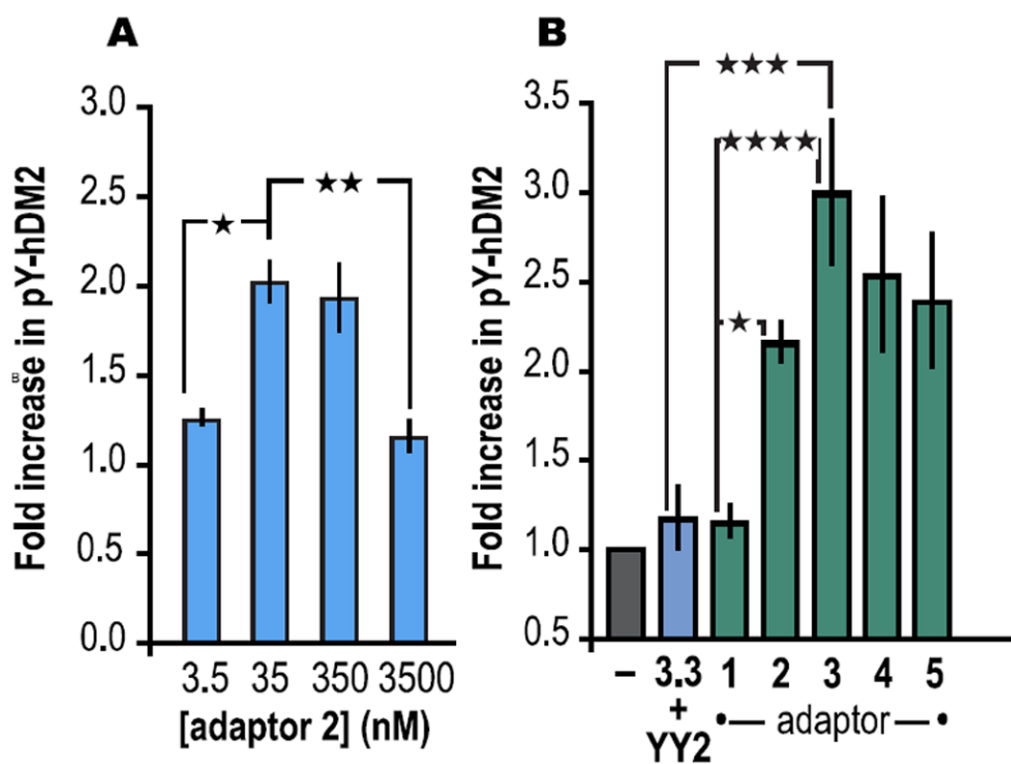 A
Fold increase in pY-hDM2
3.0
2.5
2.0
1.5
1.0
0.5
0.0
★
★★
3.5 35 350 3500
[adaptor 2] (nM)
B
Fold increase in pY-hDM2
3.5
3.0
2.5
2.0
1.5
1.0
0.5
★★★
★★★★
★
– 3.3 1 2 3 4 5
+
YY2
•— adaptor —•